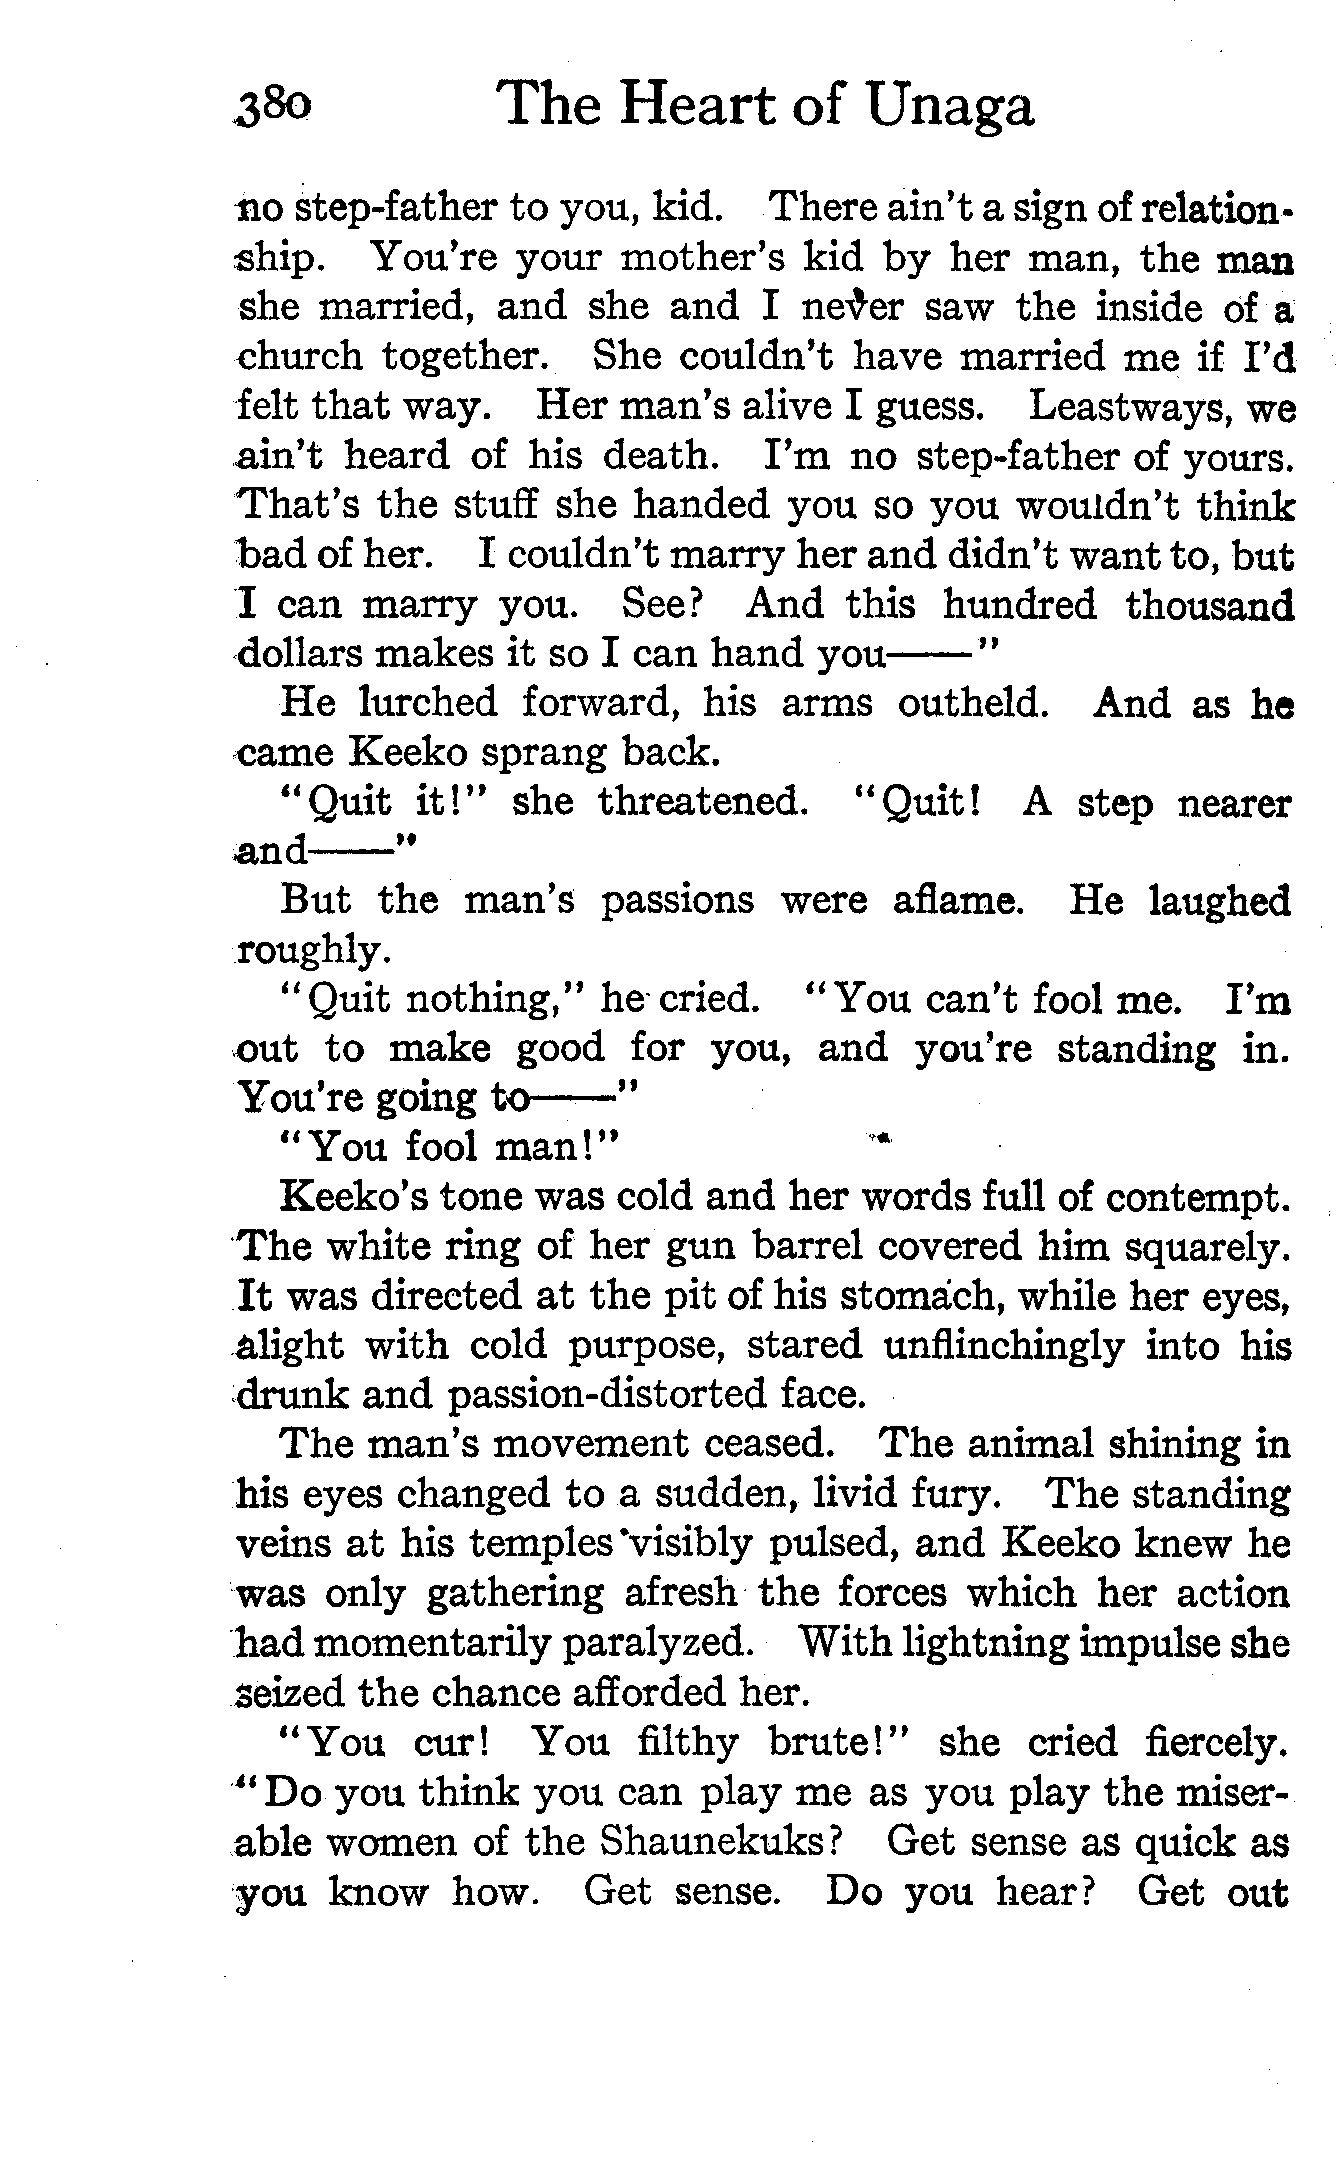 380 The Heart of Unaga
no step-father to you, kid. There ain't a sign of relation-
ship. You're your mother's kid by her man, the man
she married, and she and I never saw the inside of a
church together. She couldn't have married me if I'd
felt that way. Her man's alive I guess. Leastways, we
ain't heard of his death. I'm no step-father of yours.
That's the stuff she handed you so you wouldn't think
bad of her. I couldn't marry her and didn't want to, but
I can marry you. See? And this hundred thousand
dollars makes it so I can hand you——"
He lurched forward, his arms outheld. And as he
came Keeko sprang back.
"Quit it!" she threatened. "Quit! A step nearer
and——"
But the man's passions were aflame. He laughed
roughly.
"Quit nothing," he cried. "You can't fool me. I'm
out to make good for you, and you're standing in.
You're going to——"
"You fool man!"
Keeko's tone was cold and her words full of contempt.
The white ring of her gun barrel covered him squarely.
It was directed at the pit of his stomach, while her eyes,
alight with cold purpose, stared unflinchingly into his
drunk and passion-distorted face.
The man's movement ceased. The animal shining in
his eyes changed to a sudden, livid fury. The standing
veins at his temples visibly pulsed, and Keeko knew he
was only gathering afresh the forces which her action
had momentarily paralyzed. With lightning impulse she
seized the chance afforded her.
"You cur! You filthy brute!" she cried fiercely.
"Do you think you can play me as you play the miser-
able women of the Shaunekuks? Get sense as quick as
you know how. Get sense. Do you hear? Get out